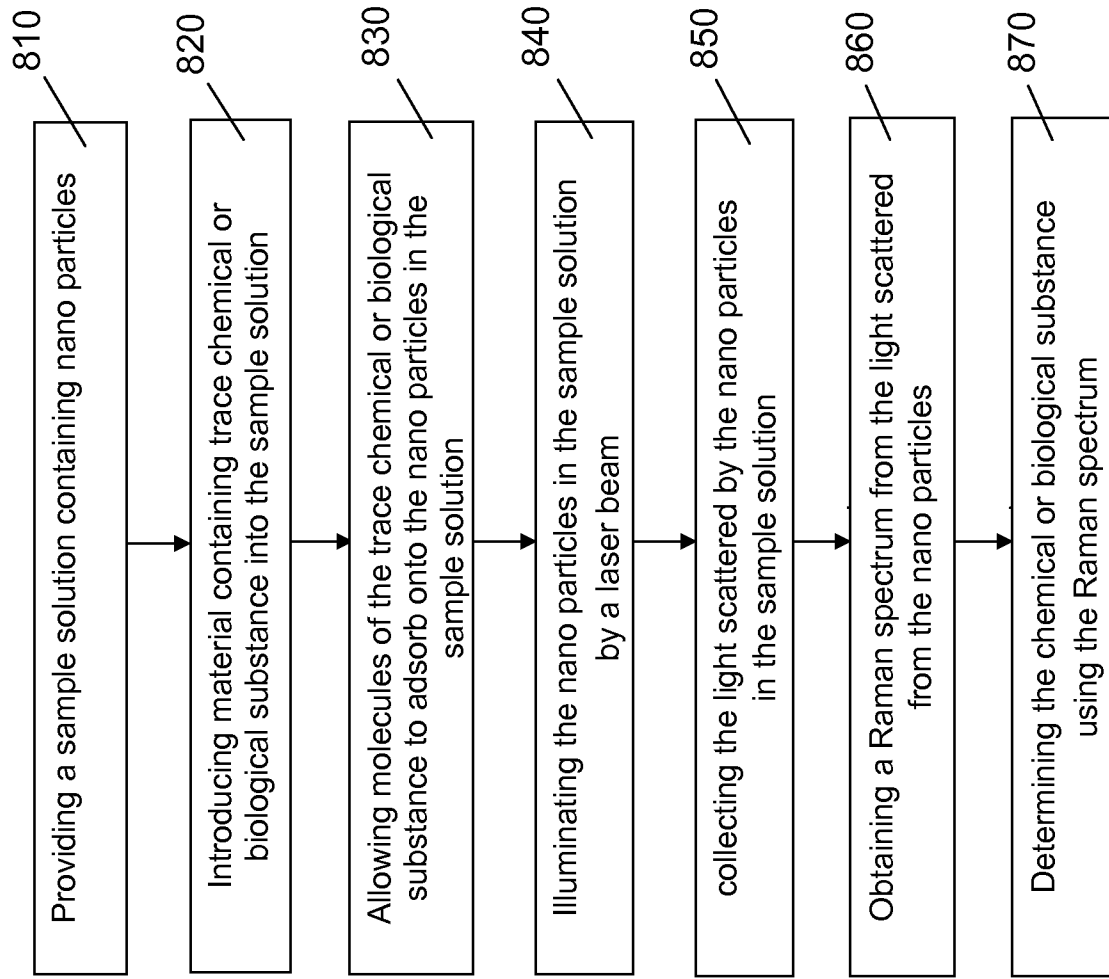 810
Providing a sample solution containing nano particles
820
Introducing material containing trace chemical or
biological substance into the sample solution
830
Allowing molecules of the trace chemical or biological
substance to adsorb onto the nano particles in the
sample solution
840
Illuminating the nano particles in the sample solution
by a laser beam
850
collecting the light scattered by the nano particles
in the sample solution
860
Obtaining a Raman spectrum from the light scattered
from the nano particles
870
Determining the chemical or biological substance
using the Raman spectrum